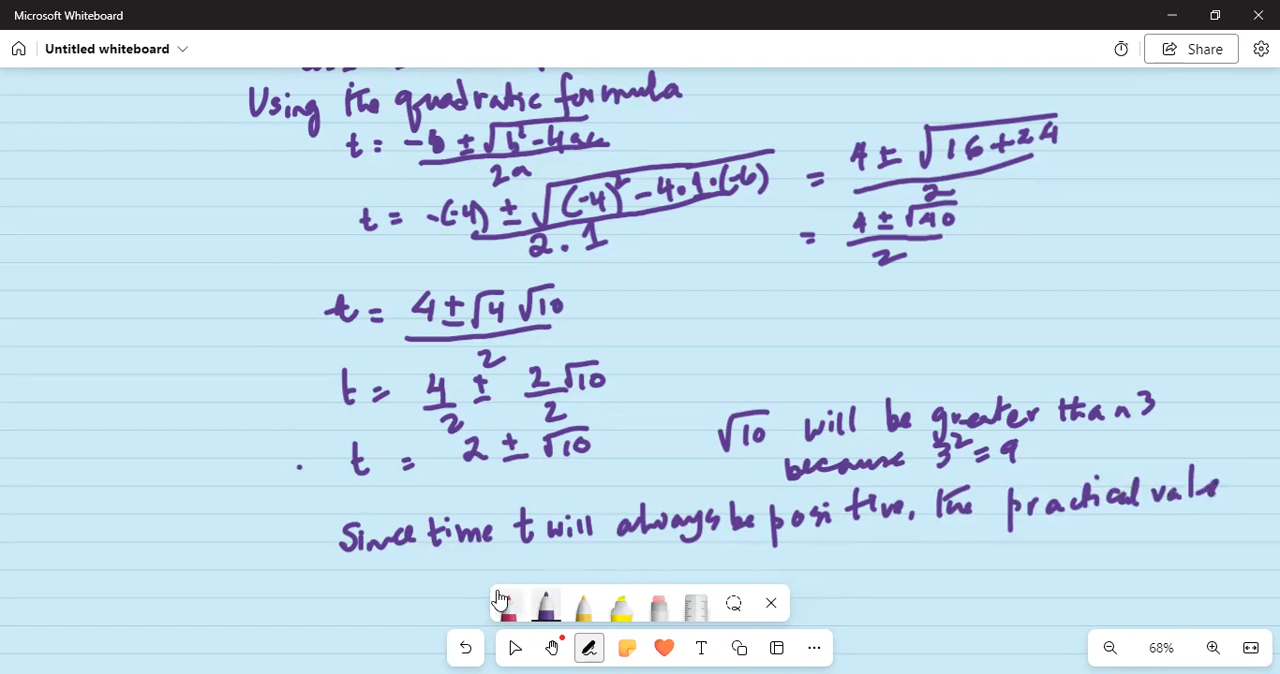 Microsoft Whiteboard
Untitled whiteboard
Share
Using the quadratic formula
t = -b ± √b² - 4ac / 2a
t = -(-4) ± √(-4)² - 4.1.(-6) / 2.1
= 4 ± √16+24 / 2
= 4 ± √40 / 2
t = 4 ± √4 √10 / 2
t = 4/2 ± 2√10/2
t = 2 ± √10
√10 will be greater than 3
because 3² = 9
Since time t will always be positive, the practical value
68%